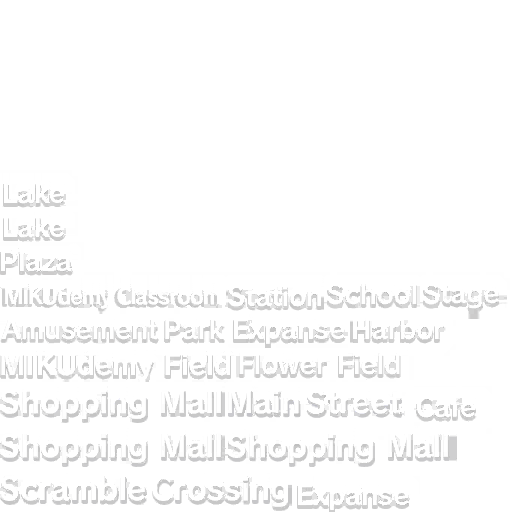 Lake
Lake
Plaza
MIKUdemy Classroom Station School Stage
Amusement Park Expanse Harbor
MIKUdemy Field Flower Field
Shopping Mall Main Street Cafe
Shopping Mall Shopping Mall
Scramble Crossing Expanse